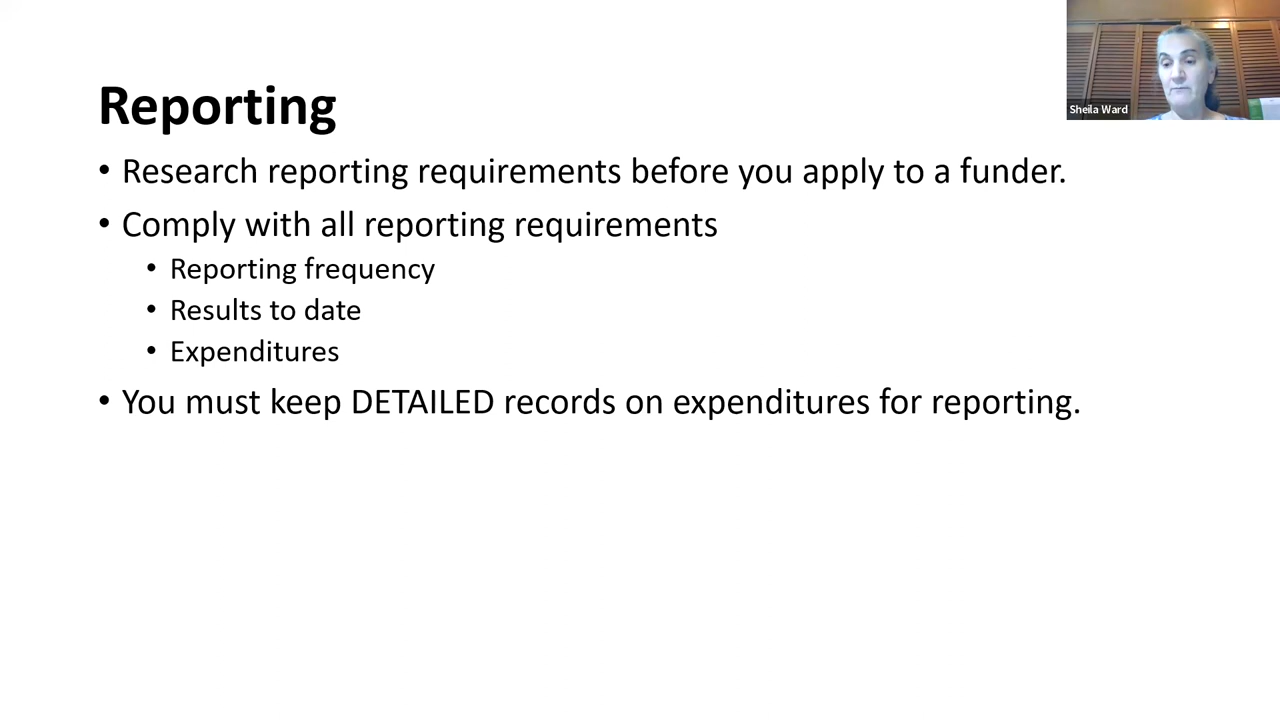 Reporting
• Research reporting requirements before you apply to a funder.
• Comply with all reporting requirements
• Reporting frequency
• Results to date
• Expenditures
• You must keep DETAILED records on expenditures for reporting.
Sheila Ward